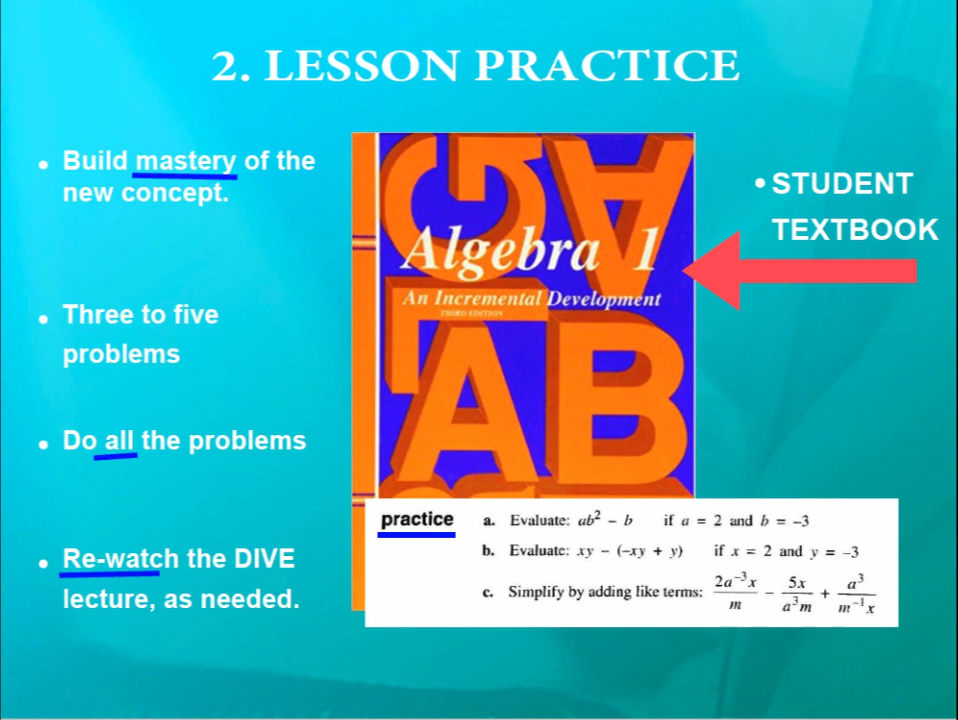 2. LESSON PRACTICE
• Build mastery of the
new concept.
• Three to five
problems
• Do all the problems
• Re-watch the DIVE
lecture, as needed.
Algebra 1
An Incremental Development
THIRD EDITION
AB
• STUDENT
TEXTBOOK
practice a. Evaluate: ab² – b if a = 2 and b = –3
b. Evaluate: xy – (–xy + y) if x = 2 and y = –3
c. Simplify by adding like terms: 2a⁻³x/m – 5x/a³m + a³/m⁻¹x